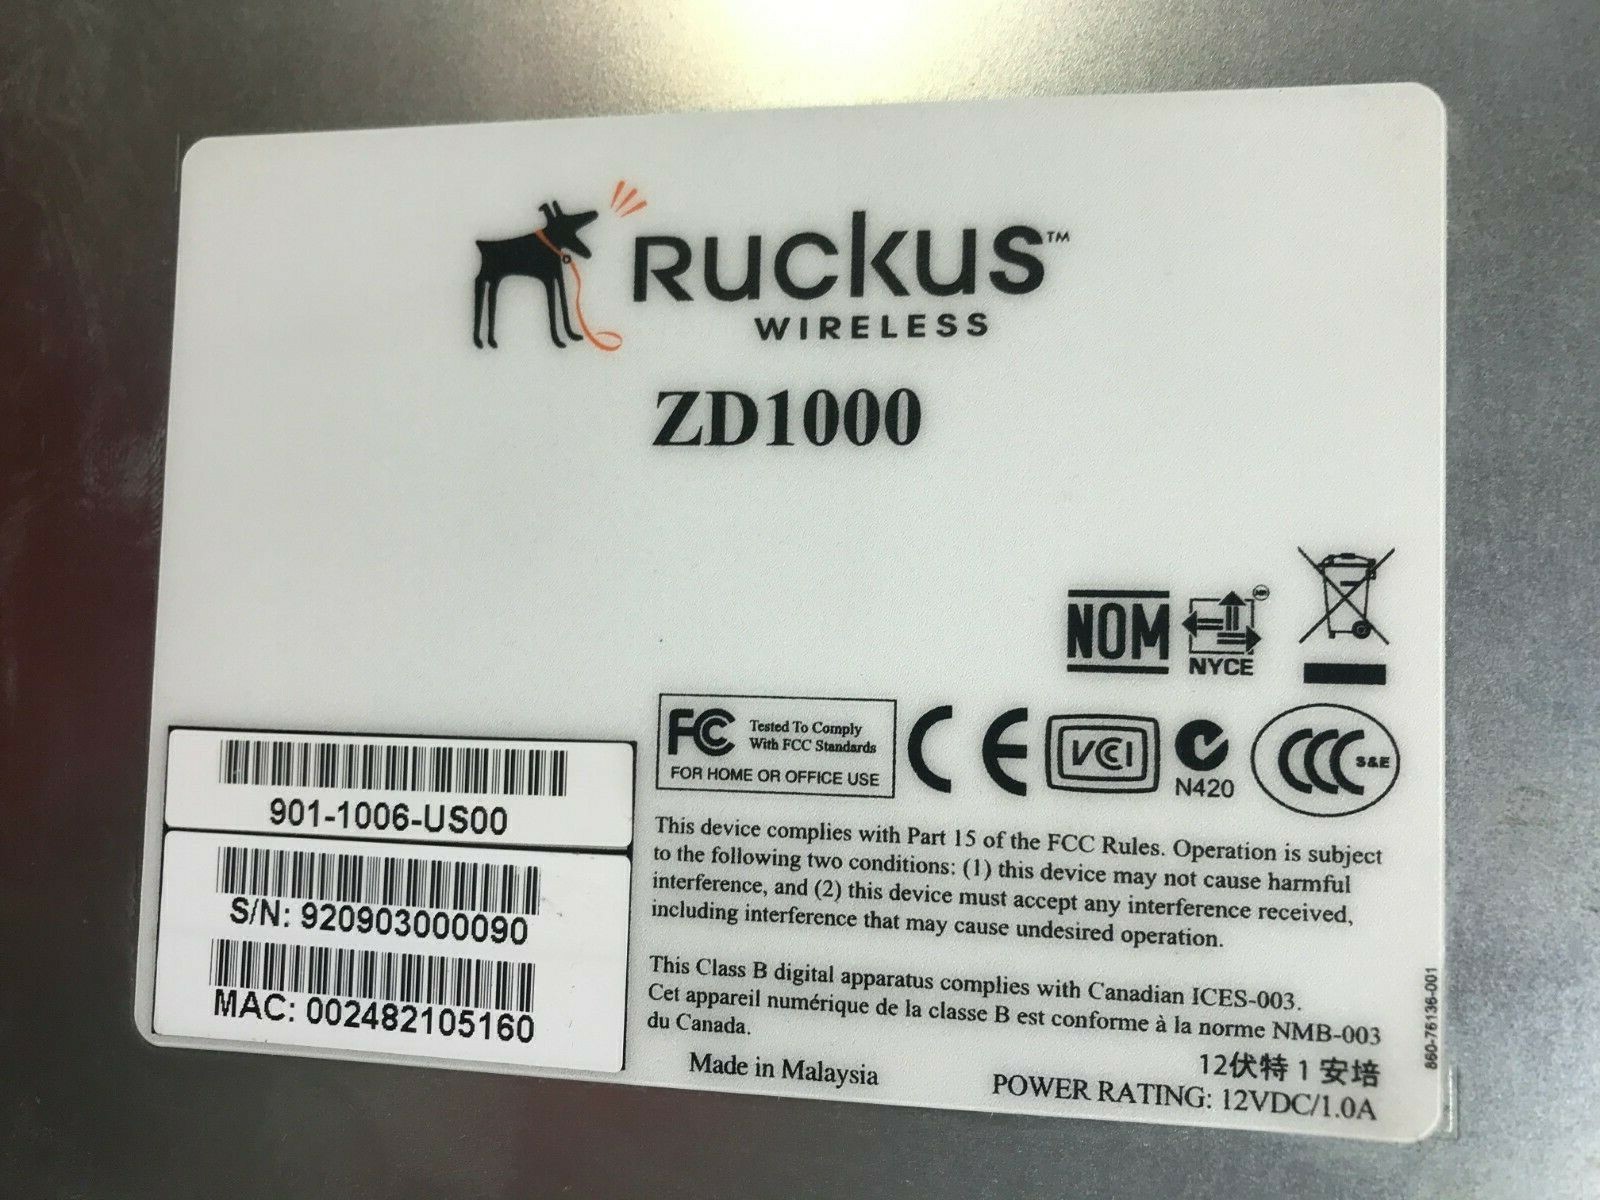 RUCKUS™
WIRELESS
ZD1000
NOM
NYCE
FC Tested To Comply
With FCC Standards
FOR HOME OR OFFICE USE
CE
VCI
N420
CCC S&E
901-1006-US00
S/N: 920903000090
MAC: 002482105160
This device complies with Part 15 of the FCC Rules. Operation is subject
to the following two conditions: (1) this device may not cause harmful
interference, and (2) this device must accept any interference received,
including interference that may cause undesired operation.
This Class B digital apparatus complies with Canadian ICES-003.
Cet appareil numérique de la classe B est conforme à la norme NMB-003
du Canada.
Made in Malaysia
12伏特 1 安培
POWER RATING: 12VDC/1.0A
860-76136-001